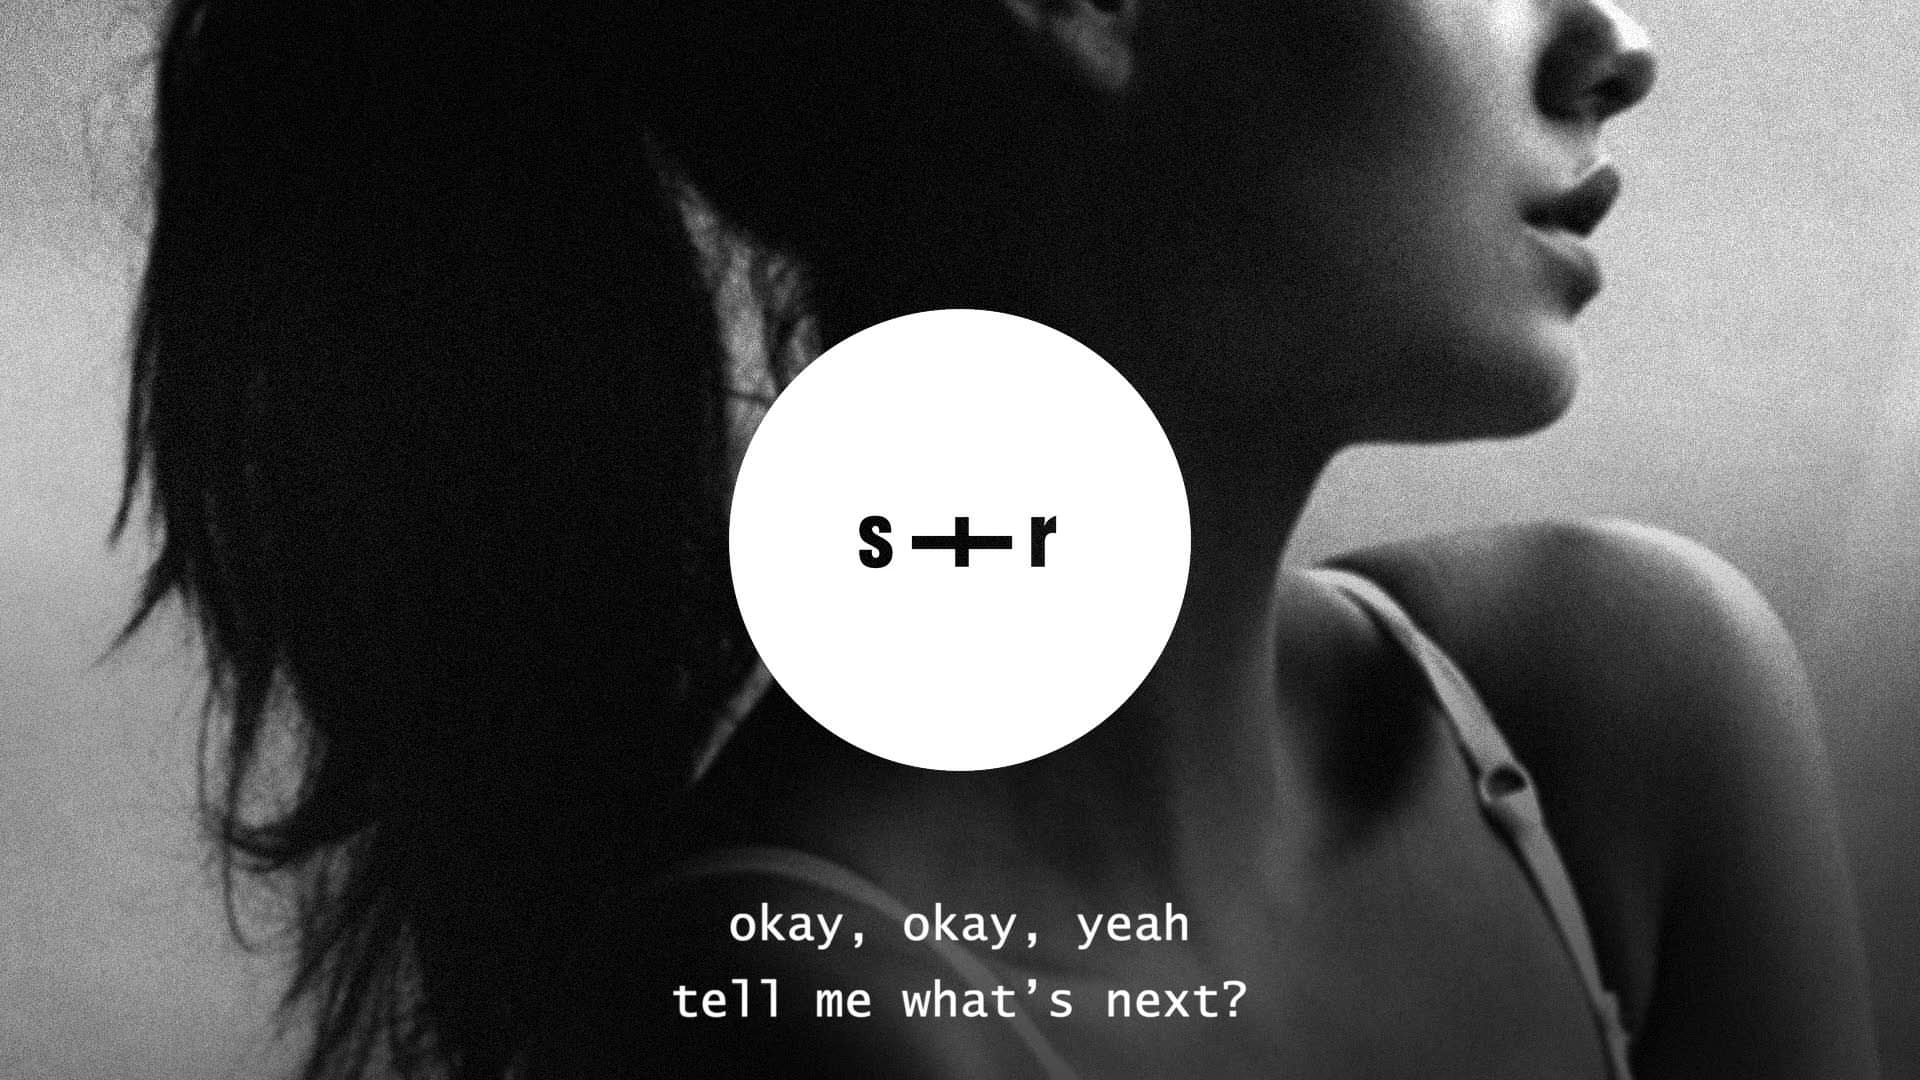 s+r
okay, okay, yeah
tell me what’s next?